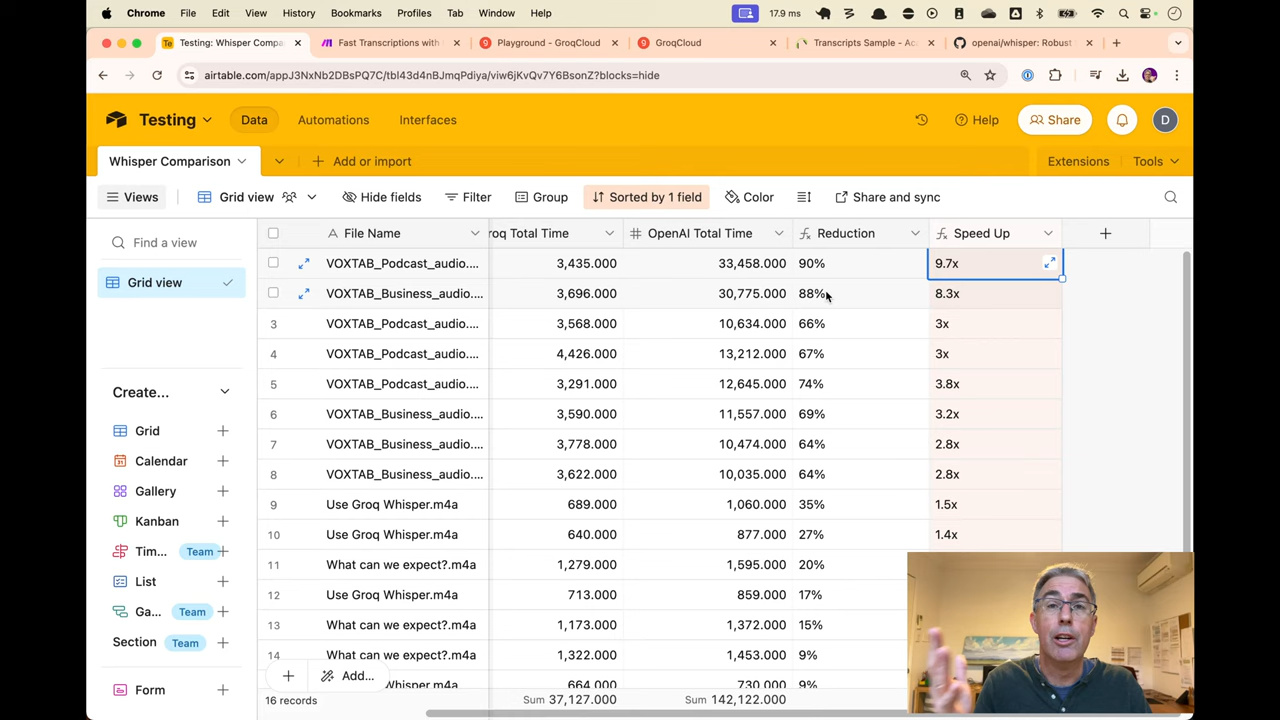 Chrome File Edit View History Bookmarks Profiles Tab Window Help 17.9 ms
Testing: Whisper Compa
Fast Transcriptions with
Playground - GroqCloud
GroqCloud
Transcripts Sample - Acc
openai/whisper: Robust
airtable.com/appJ3NxNb2DBsPQ7C/tbl43d4nBJmqPdiya/viw6jKvQv7Y6BsonZ?blocks=hide
Testing Data Automations Interfaces Help Share D
Whisper Comparison Add or import Extensions Tools
Views Grid view Hide fields Filter Group Sorted by 1 field Color Share and sync
Find a view
Grid view
Create...
Grid
Calendar
Gallery
Kanban
Tim... Team
List
Ga... Team
Section Team
Form
File Name roq Total Time OpenAI Total Time Reduction Speed Up
VOXTAB_Podcast_audio.... 3,435.000 33,458.000 90% 9.7x
VOXTAB_Business_audio.... 3,696.000 30,775.000 88% 8.3x
3 VOXTAB_Podcast_audio.... 3,568.000 10,634.000 66% 3x
4 VOXTAB_Podcast_audio.... 4,426.000 13,212.000 67% 3x
5 VOXTAB_Podcast_audio.... 3,291.000 12,645.000 74% 3.8x
6 VOXTAB_Business_audio.... 3,590.000 11,557.000 69% 3.2x
7 VOXTAB_Business_audio.... 3,778.000 10,474.000 64% 2.8x
8 VOXTAB_Business_audio.... 3,622.000 10,035.000 64% 2.8x
9 Use Groq Whisper.m4a 689.000 1,060.000 35% 1.5x
10 Use Groq Whisper.m4a 640.000 877.000 27% 1.4x
11 What can we expect?.m4a 1,279.000 1,595.000 20%
12 Use Groq Whisper.m4a 713.000 859.000 17%
13 What can we expect?.m4a 1,173.000 1,372.000 15%
14 What can we expect?.m4a 1,322.000 1,453.000 9%
Whisper.m4a 664.000 730.000 9%
Add...
16 records Sum 37,127.000 Sum 142,122.000